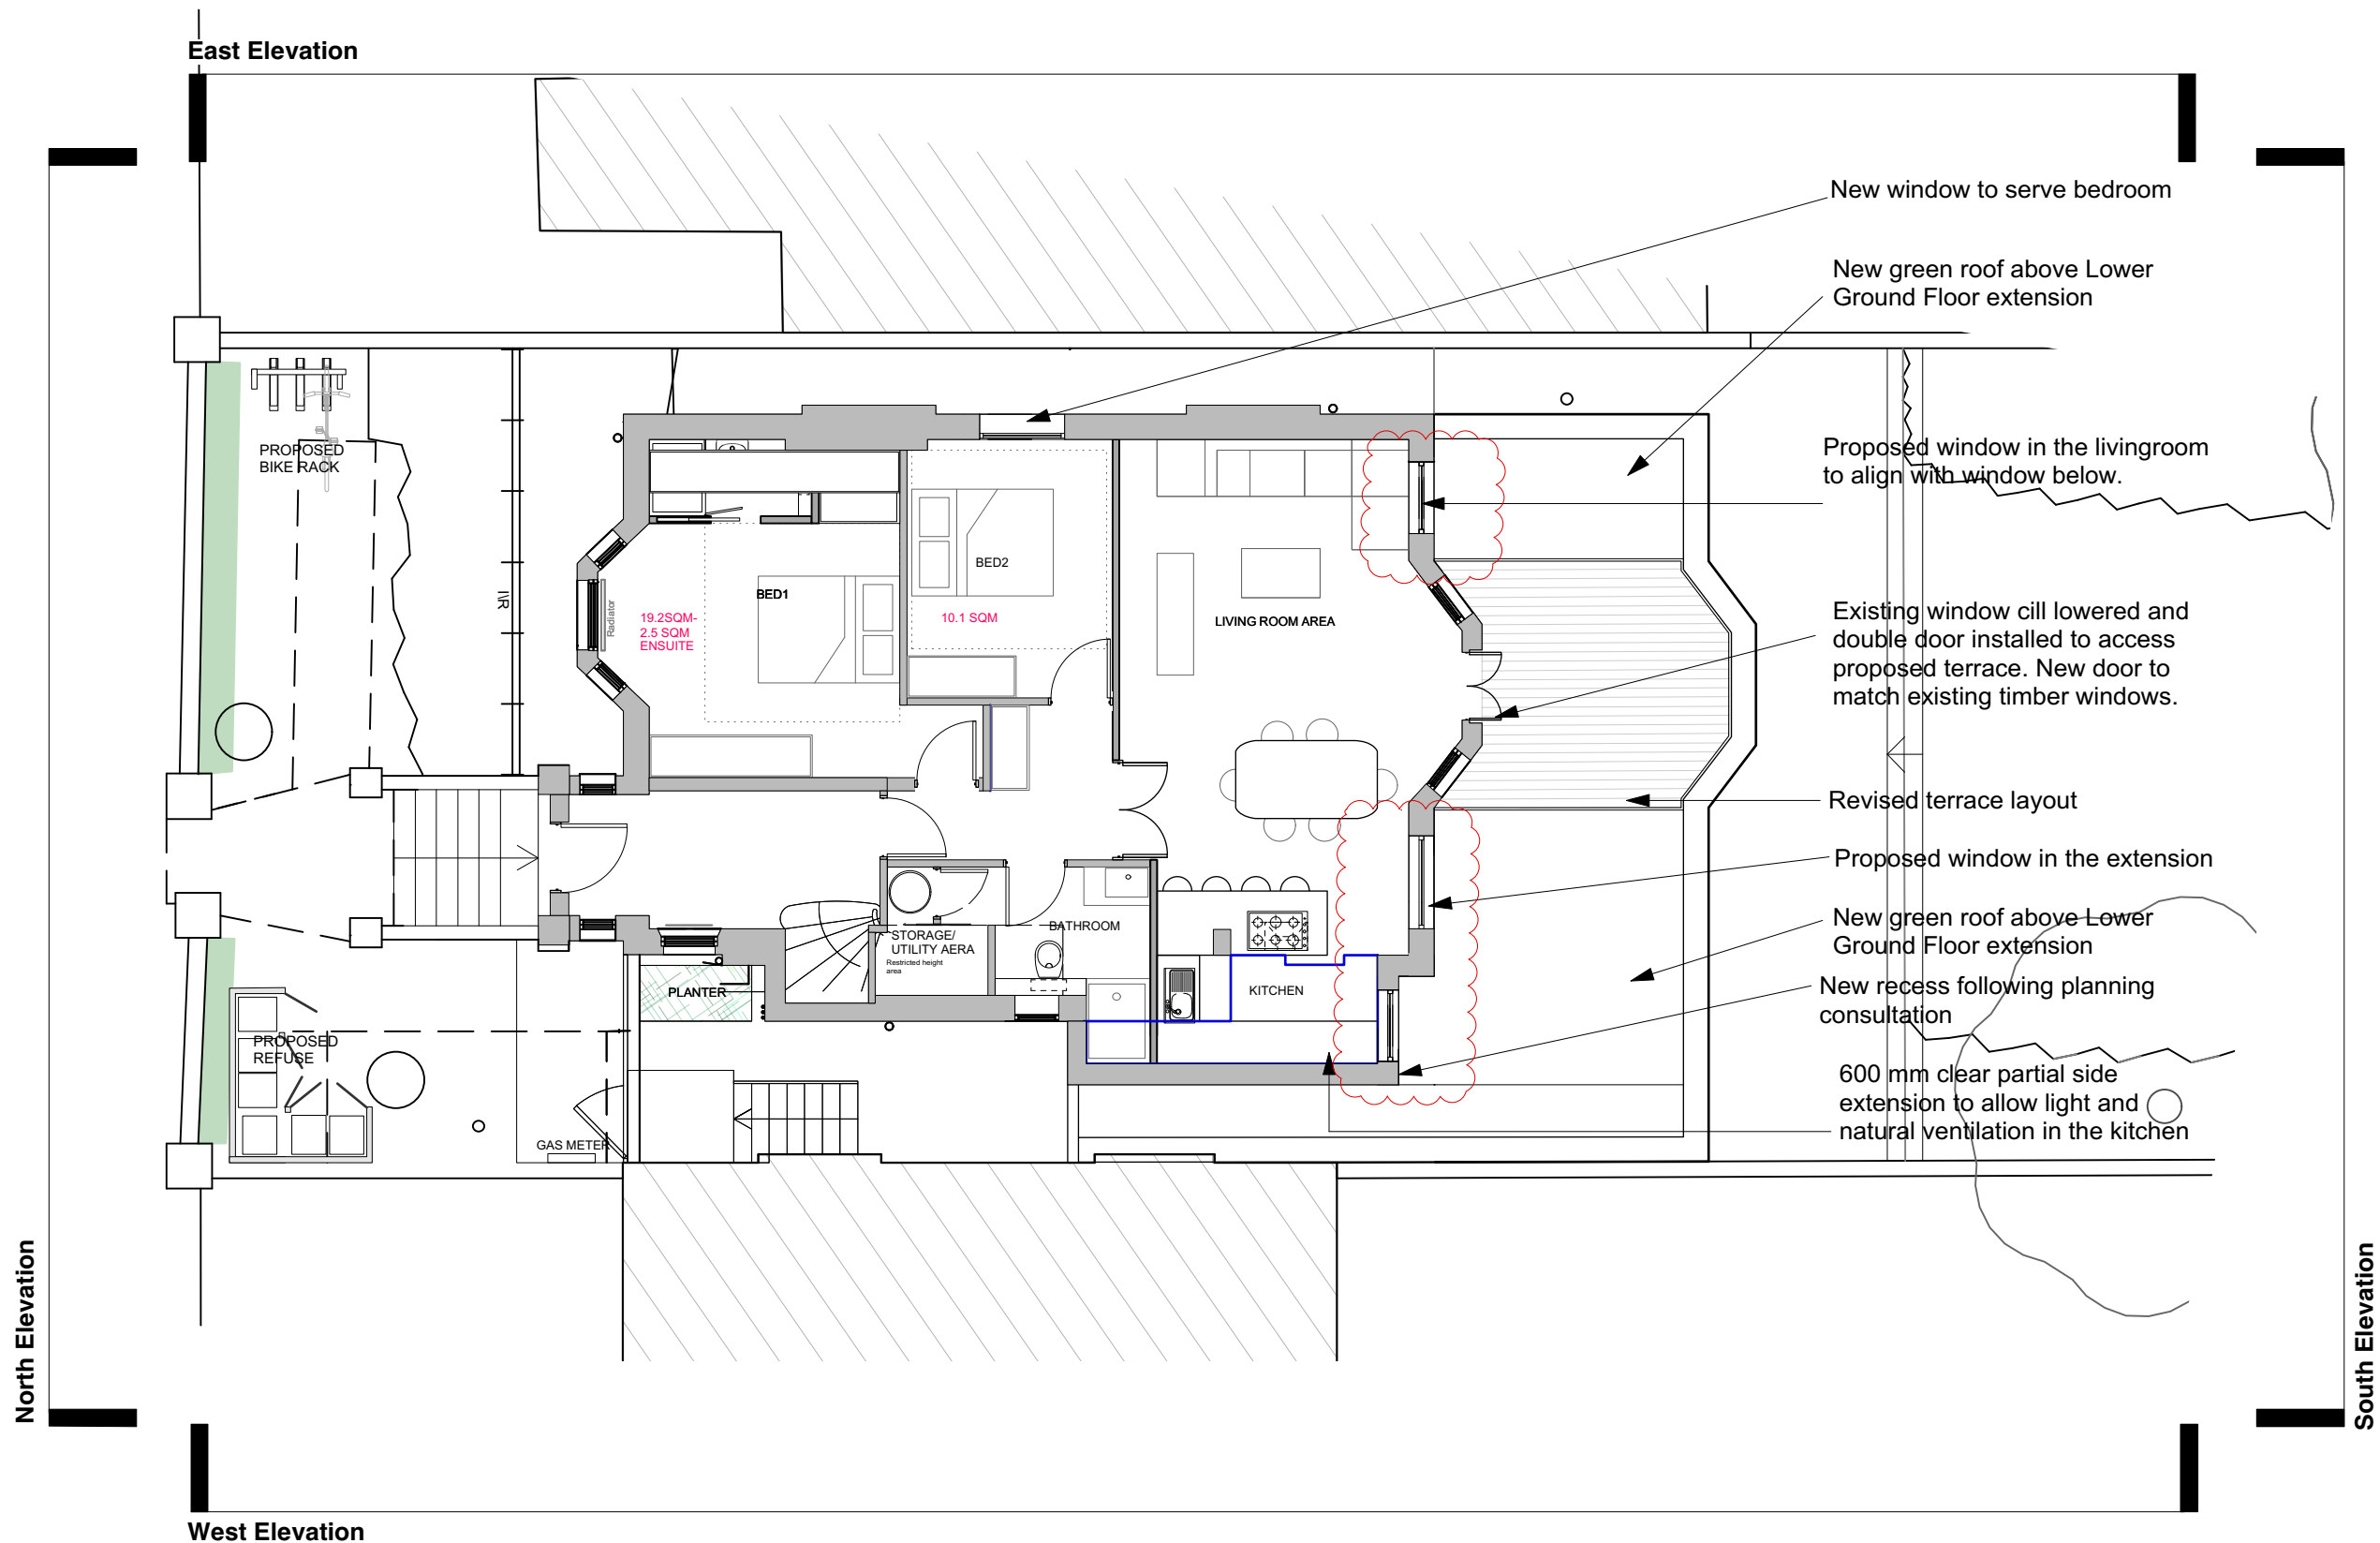 East Elevation
New window to serve bedroom
New green roof above Lower
Ground Floor extension
Proposed window in the livingroom
to align with window below.
PROPOSED
BIKE RACK
I\R
Radiator
19.2SQM-
2.5 SQM
ENSUITE
BED1
BED2
10.1 SQM
LIVING ROOM AREA
Existing window cill lowered and
double door installed to access
proposed terrace. New door to
match existing timber windows.
Revised terrace layout
Proposed window in the extension
New green roof above Lower
Ground Floor extension
New recess following planning
consultation
600 mm clear partial side
extension to allow light and
natural ventilation in the kitchen
BATHROOM
STORAGE/
UTILITY AERA
Restricted height
area
KITCHEN
PLANTER
PROPOSED
REFUSE
GAS METER
North Elevation
South Elevation
West Elevation